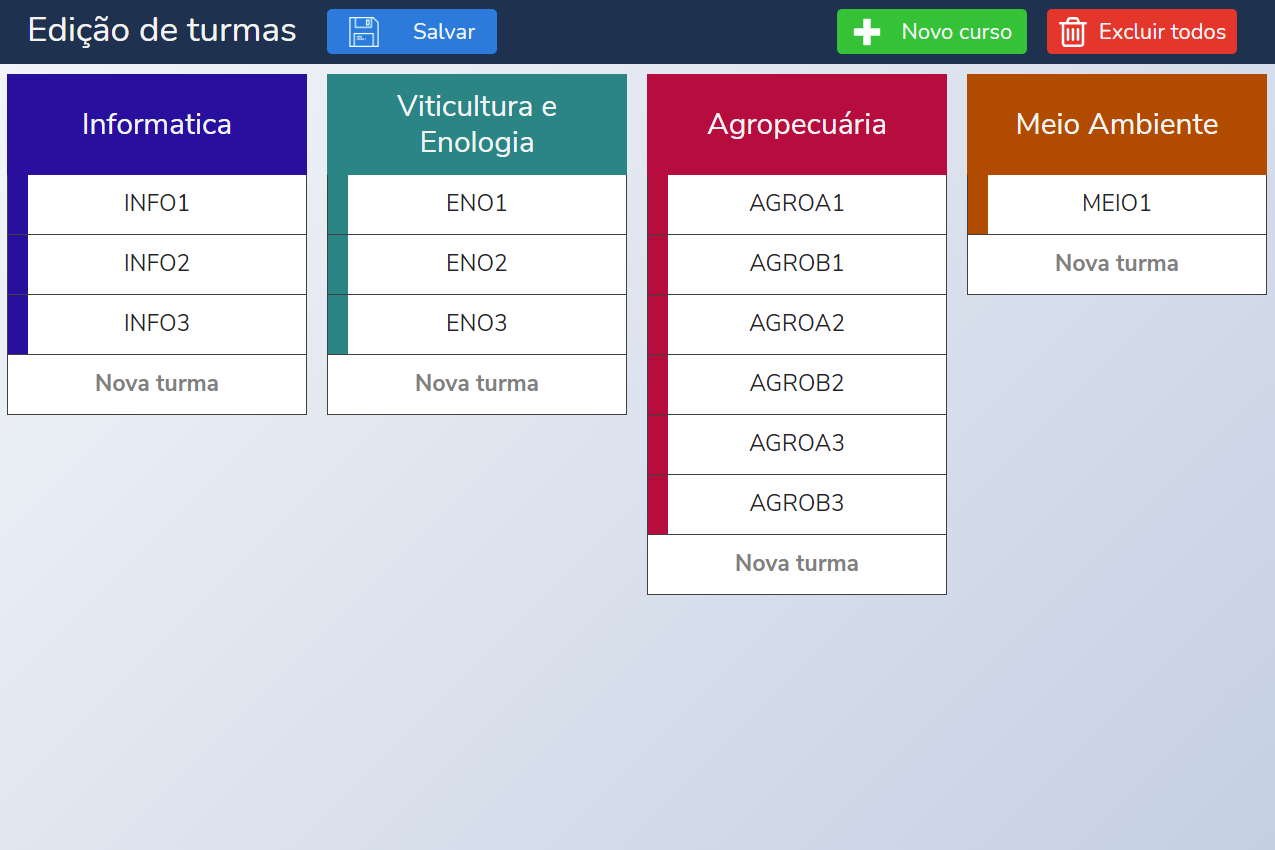 Edição de turmas
Salvar
Novo curso
Excluir todos
Informatica
INFO1
INFO2
INFO3
Nova turma
Viticultura e
Enologia
ENO1
ENO2
ENO3
Nova turma
Agropecuária
AGROA1
AGROB1
AGROA2
AGROB2
AGROA3
AGROB3
Nova turma
Meio Ambiente
MEIO1
Nova turma